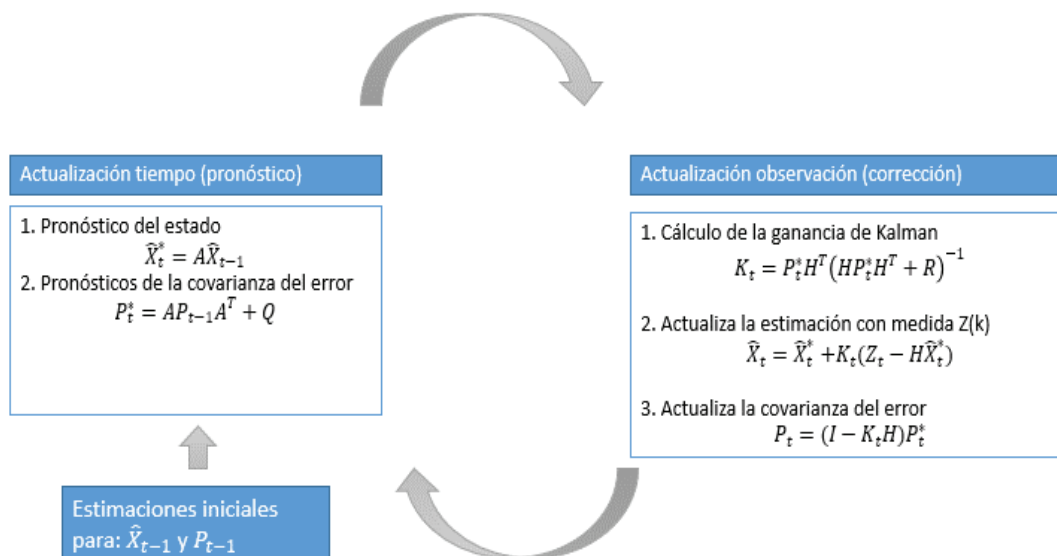 Actualización tiempo (pronóstico)
1. Pronóstico del estado
X̂*ₜ = AX̂ₜ₋₁
2. Pronósticos de la covarianza del error
P*ₜ = APₜ₋₁Aᵀ + Q
Estimaciones iniciales
para: X̂ₜ₋₁ y Pₜ₋₁
Actualización observación (corrección)
1. Cálculo de la ganancia de Kalman
Kₜ = P*ₜHᵀ(HP*ₜHᵀ + R)⁻¹
2. Actualiza la estimación con medida Z(k)
X̂ₜ = X̂*ₜ +Kₜ(Zₜ − HX̂*ₜ)
3. Actualiza la covarianza del error
Pₜ = (I − KₜH)P*ₜ